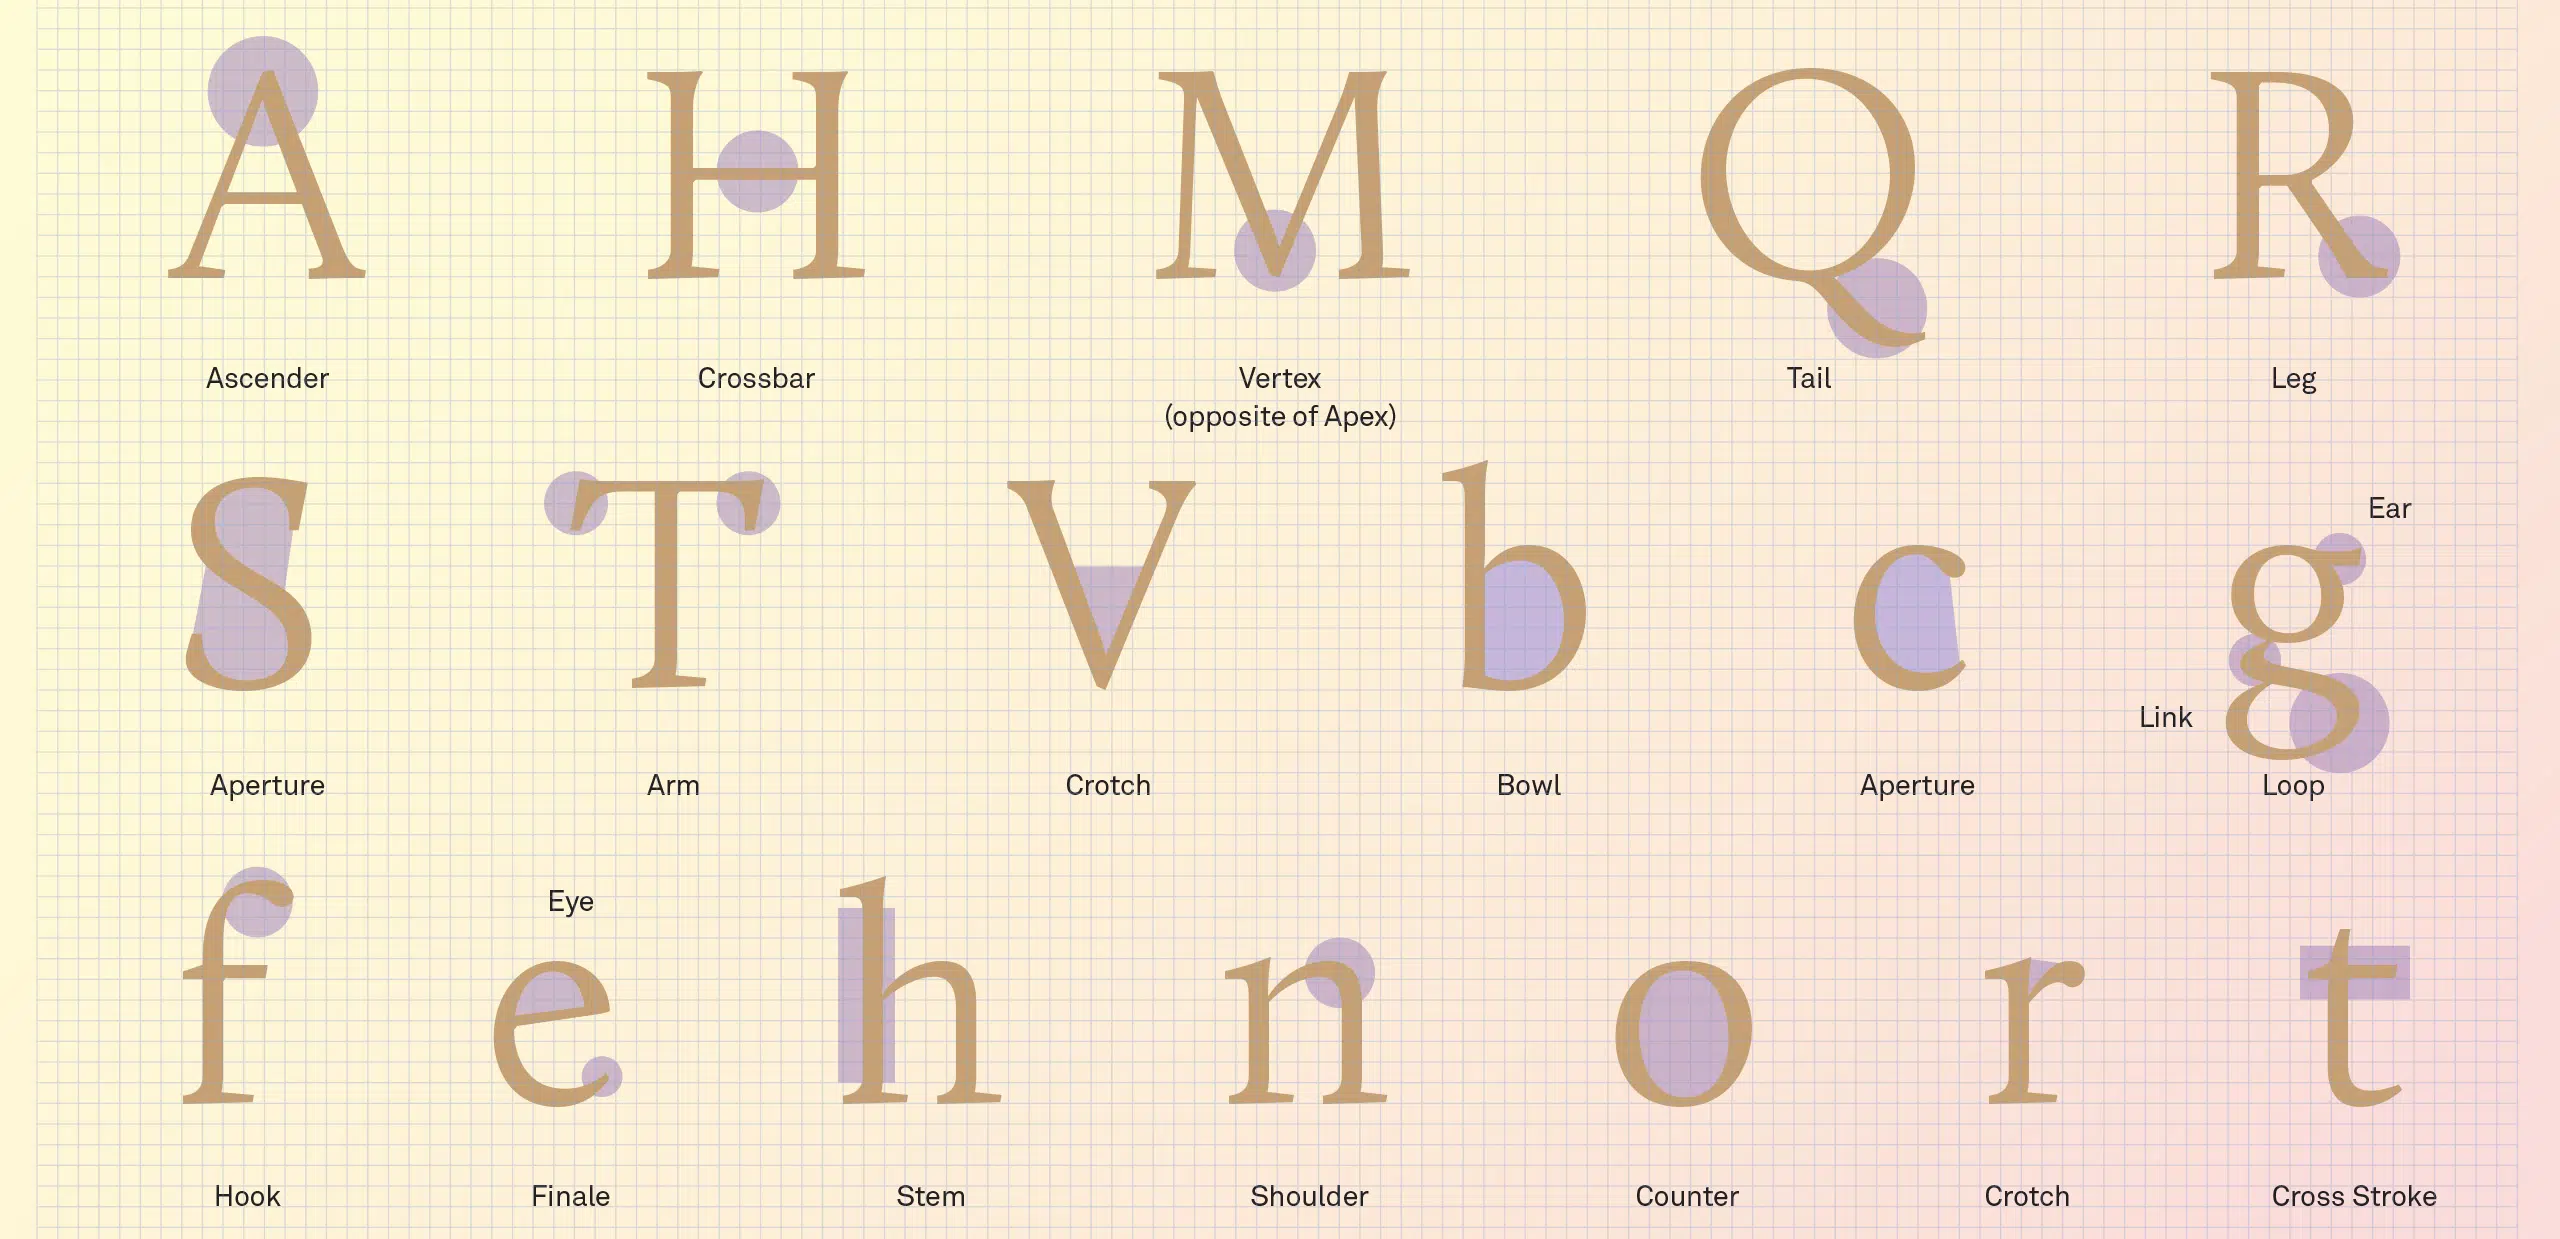 A H M Q R
Ascender Crossbar Vertex Tail Leg
(opposite of Apex)
S T V b c g
Ear
Link
Aperture Arm Crotch Bowl Aperture Loop
f e h n o r t
Eye
Hook Finale Stem Shoulder Counter Crotch Cross Stroke